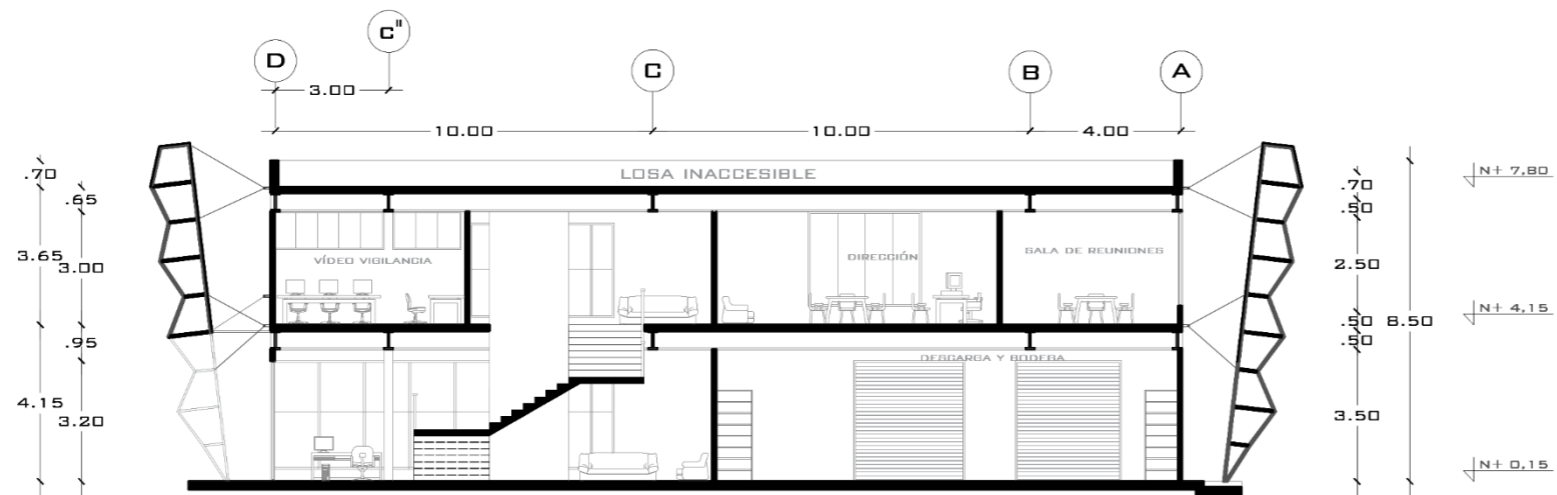 C"
D
C
B
A
3.00
10.00
10.00
4.00
LOSA INACCESIBLE
.70
.65
3.65
3.00
.95
4.15
3.20
VÍDEO VIGILANCIA
DIRECCIÓN
SALA DE REUNIONES
DESCARGA Y BODEGA
.70
.50
2.50
.50
.50
3.50
8.50
N+ 7,80
N+ 4,15
N+ 0,15